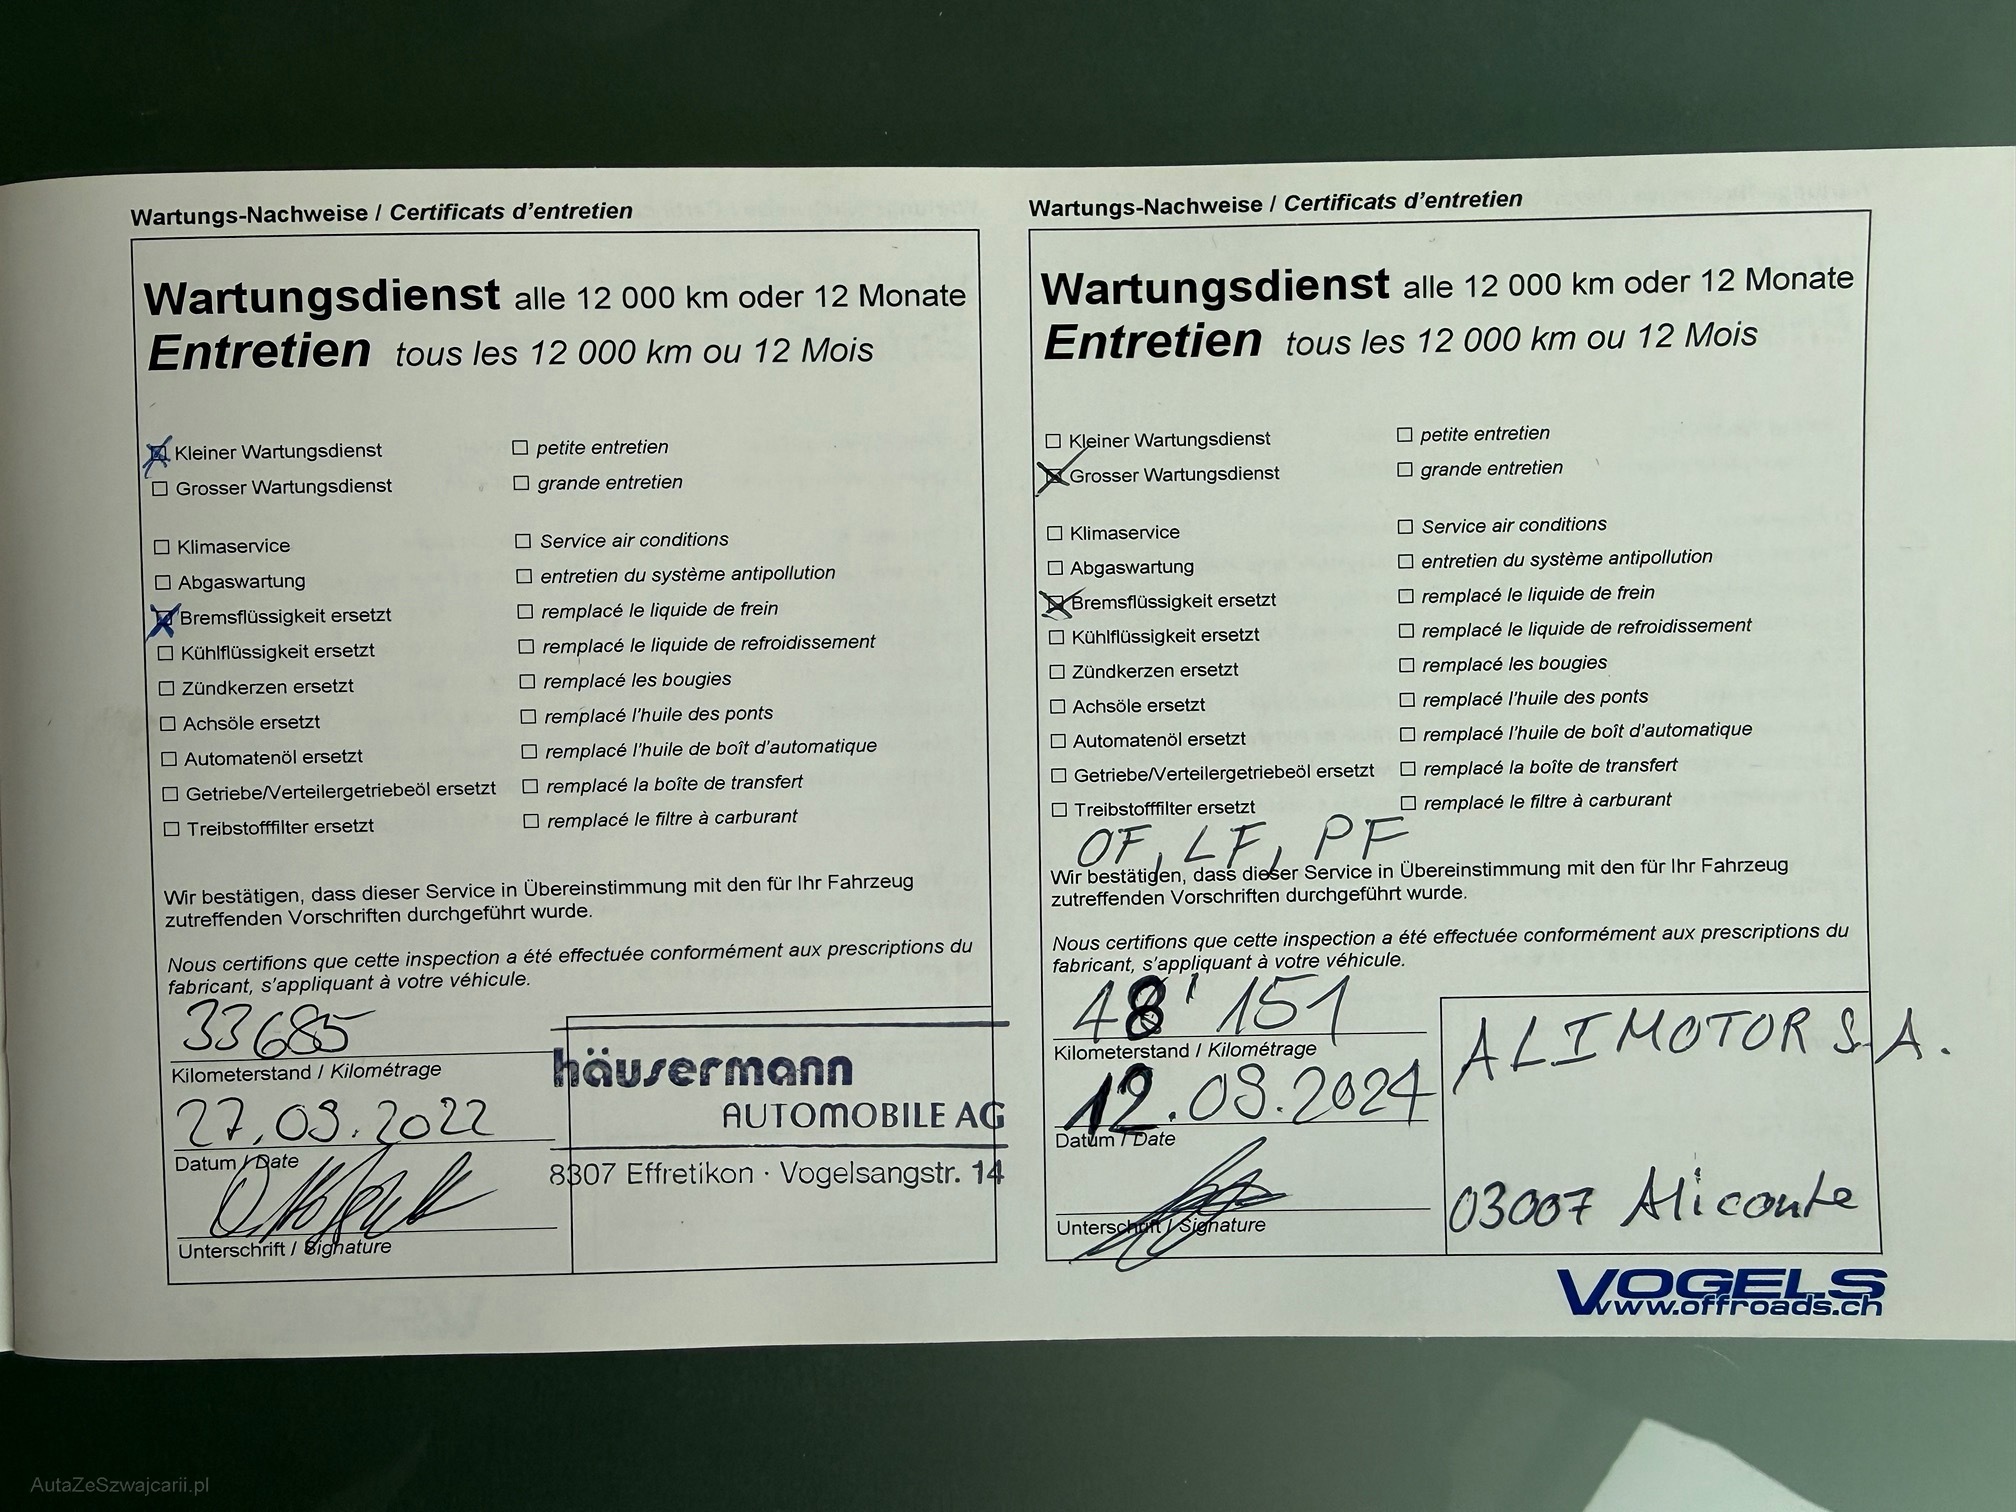 Wartungs-Nachweise / Certificats d'entretien
Wartungsdienst alle 12 000 km oder 12 Monate
Entretien tous les 12 000 km ou 12 Mois
Kleiner Wartungsdienst petite entretien
Grosser Wartungsdienst grande entretien
Klimaservice Service air conditions
Abgaswartung entretien du système antipollution
Bremsflüssigkeit ersetzt remplacé le liquide de frein
Kühlflüssigkeit ersetzt remplacé le liquide de refroidissement
Zündkerzen ersetzt remplacé les bougies
Achsöle ersetzt remplacé l'huile des ponts
Automatenöl ersetzt remplacé l'huile de boît d'automatique
Getriebe/Verteilergetriebeöl ersetzt remplacé la boîte de transfert
Treibstofffilter ersetzt remplacé le filtre à carburant
Wir bestätigen, dass dieser Service in Übereinstimmung mit den für Ihr Fahrzeug
zutreffenden Vorschriften durchgeführt wurde.
Nous certifions que cette inspection a été effectuée conformément aux prescriptions du
fabricant, s'appliquant à votre véhicule.
33685
Kilometerstand / Kilométrage
27.09.2022
Datum / Date
Unterschrift / Signature
häusermann
AUTOMOBILE AG
8307 Effretikon · Vogelsangstr. 14
Wartungs-Nachweise / Certificats d'entretien
Wartungsdienst alle 12 000 km oder 12 Monate
Entretien tous les 12 000 km ou 12 Mois
Kleiner Wartungsdienst petite entretien
Grosser Wartungsdienst grande entretien
Klimaservice Service air conditions
Abgaswartung entretien du système antipollution
Bremsflüssigkeit ersetzt remplacé le liquide de frein
Kühlflüssigkeit ersetzt remplacé le liquide de refroidissement
Zündkerzen ersetzt remplacé les bougies
Achsöle ersetzt remplacé l'huile des ponts
Automatenöl ersetzt remplacé l'huile de boît d'automatique
Getriebe/Verteilergetriebeöl ersetzt remplacé la boîte de transfert
Treibstofffilter ersetzt remplacé le filtre à carburant
OF, LF, PF
Wir bestätigen, dass dieser Service in Übereinstimmung mit den für Ihr Fahrzeug
zutreffenden Vorschriften durchgeführt wurde.
Nous certifions que cette inspection a été effectuée conformément aux prescriptions du
fabricant, s'appliquant à votre véhicule.
48'151
Kilometerstand / Kilométrage
12.09.2024
Datum / Date
Unterschrift / Signature
ALIMOTOR S.A.
03007 Alicante
VOGELS
www.offroads.ch
AutaZeSzwajcarii.pl